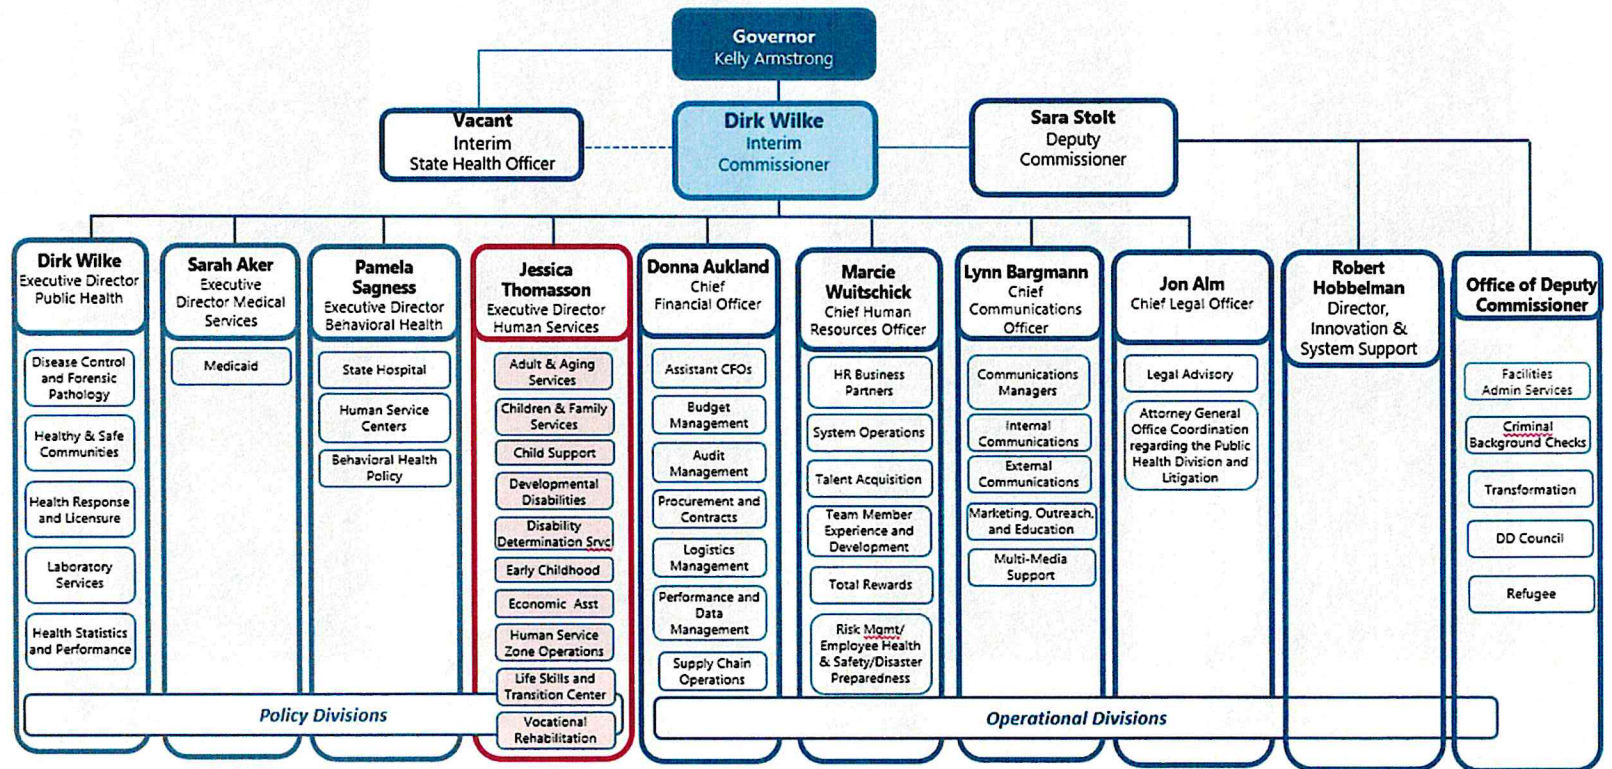 Governor
Kelly Armstrong
Vacant
Interim
State Health Officer
Dirk Wilke
Interim
Commissioner
Sara Stolt
Deputy
Commissioner
Dirk Wilke
Executive Director
Public Health
Disease Control
and Forensic
Pathology
Healthy & Safe
Communities
Health Response
and Licensure
Laboratory
Services
Health Statistics
and Performance
Sarah Aker
Executive
Director Medical
Services
Medicaid
Pamela
Sagness
Executive Director
Behavioral Health
State Hospital
Human Service
Centers
Behavioral Health
Policy
Jessica
Thomasson
Executive Director
Human Services
Adult & Aging
Services
Children & Family
Services
Child Support
Developmental
Disabilities
Disability
Determination Srvc
Early Childhood
Economic Asst
Human Service
Zone Operations
Life Skills and
Transition Center
Vocational
Rehabilitation
Policy Divisions
Donna Aukland
Chief
Financial Officer
Assistant CFOs
Budget
Management
Audit
Management
Procurement and
Contracts
Logistics
Management
Performance and
Data
Management
Supply Chain
Operations
Marcie
Wuitschick
Chief Human
Resources Officer
HR Business
Partners
System Operations
Talent Acquisition
Team Member
Experience and
Development
Total Rewards
Risk Mgmt/
Employee Health
& Safety/Disaster
Preparedness
Lynn Bargmann
Chief
Communications
Officer
Communications
Managers
Internal
Communications
External
Communications
Marketing, Outreach,
and Education
Multi-Media
Support
Jon Alm
Chief Legal Officer
Legal Advisory
Attorney General
Office Coordination
regarding the Public
Health Division and
Litigation
Robert
Hobbelman
Director,
Innovation &
System Support
Office of Deputy
Commissioner
Facilities
Admin Services
Criminal
Background Checks
Transformation
DD Council
Refugee
Operational Divisions